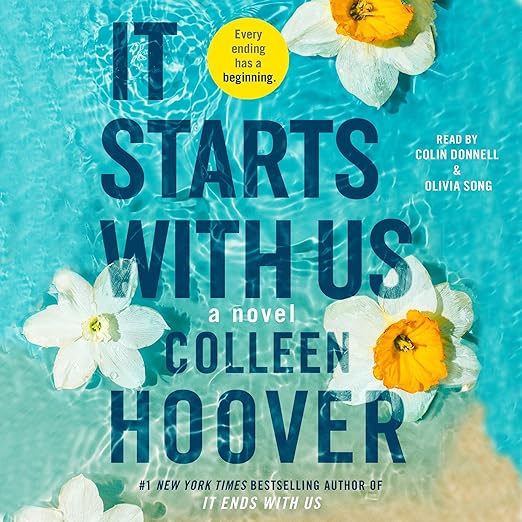 Every
ending
has a
beginning.
IT
STARTS
WITH US
a novel
COLLEEN
HOOVER
READ BY
COLIN DONNELL
&
OLIVIA SONG
#1 NEW YORK TIMES BESTSELLING AUTHOR OF
IT ENDS WITH US